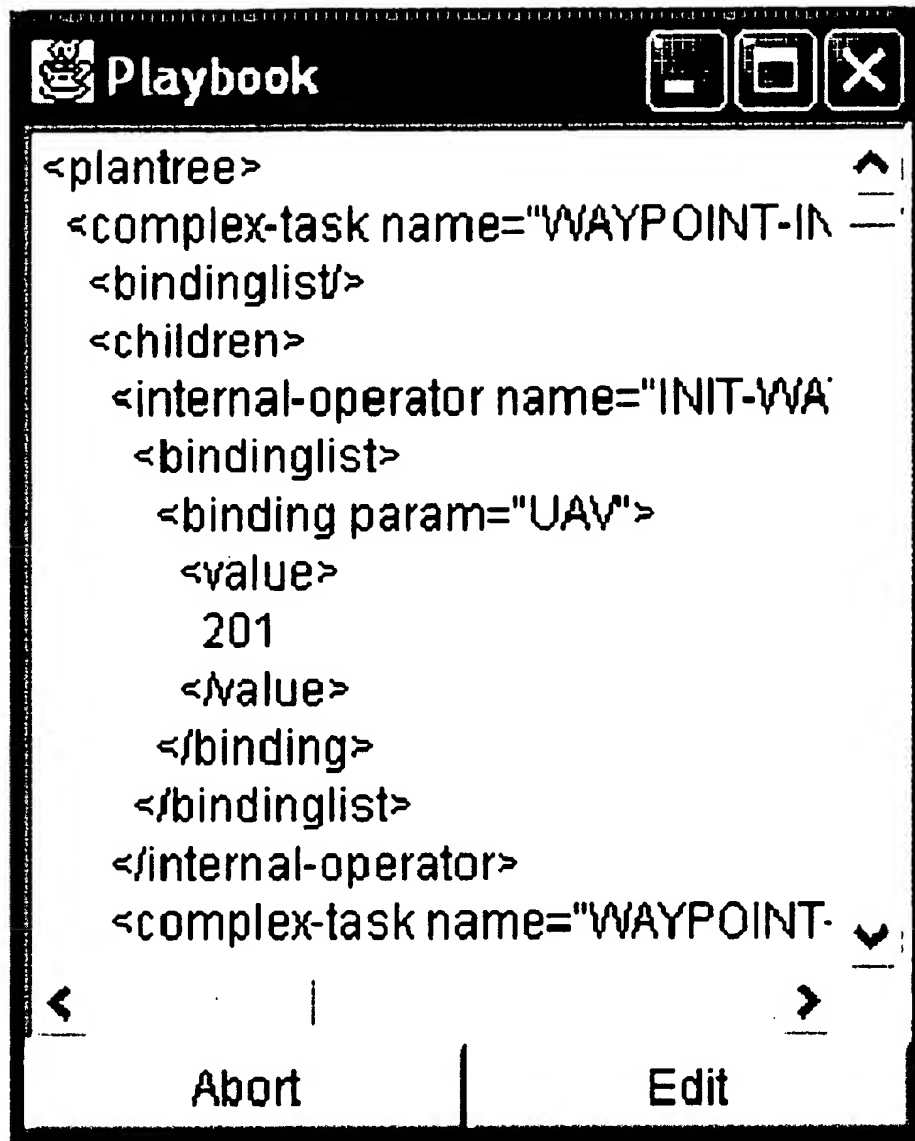 Playbook
<plantree>
<complex-task name="WAYPOINT-IN
<bindinglist/>
<children>
<internal-operator name="INIT-WA
<bindinglist>
<binding param="UAV">
<value>
201
</value>
</binding>
</bindinglist>
</internal-operator>
<complex-task name="WAYPOINT-
Abort
Edit